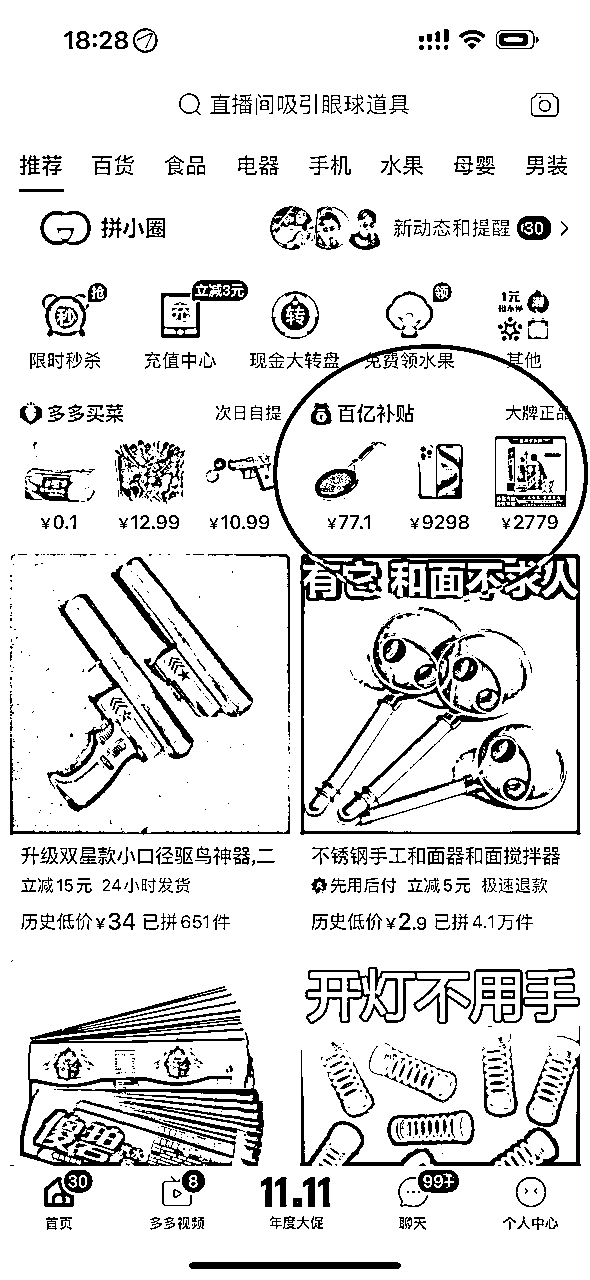 18:28
直播间吸引眼球道具
推荐 百货 食品 电器 手机 水果 母婴 男装
拼小圈 新动态和提醒 30
抢 立减3元 领
秒 转 1元
限时秒杀 充值中心 现金大转盘 免费领水果 其他
多多买菜 次日自提 百亿补贴 大牌正品
¥0.1 ¥12.99 ¥10.99 ¥77.1 ¥9298 ¥2779
有它 和面不求人
升级双星款小口径驱鸟神器,二
立减15元 24小时发货
历史低价¥34 已拼651件
不锈钢手工和面器和面搅拌器
先用后付 立减5元 极速退款
历史低价¥2.9 已拼4.1万件
开灯不用手
30 8 11.11 99+
首页 多多视频 年度大促 聊天 个人中心